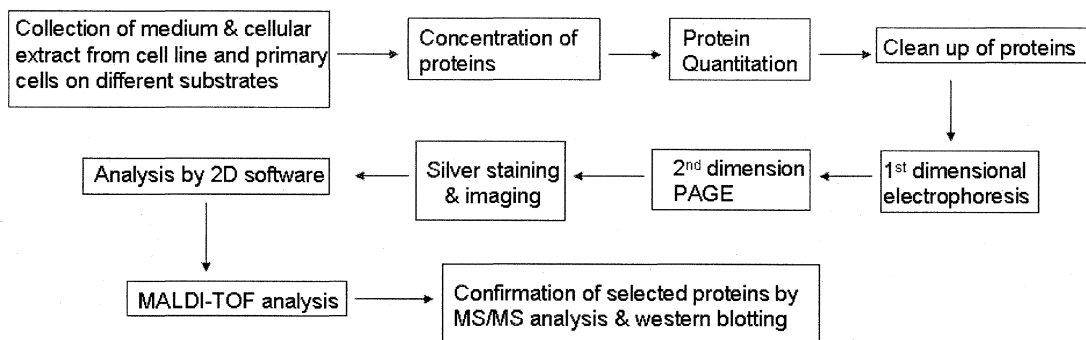 Collection of medium & cellular
extract from cell line and primary
cells on different substrates
Concentration of
proteins
Protein
Quantitation
Clean up of proteins
1st dimensional
electrophoresis
2nd dimension
PAGE
Silver staining
& imaging
Analysis by 2D software
MALDI-TOF analysis
Confirmation of selected proteins by
MS/MS analysis & western blotting